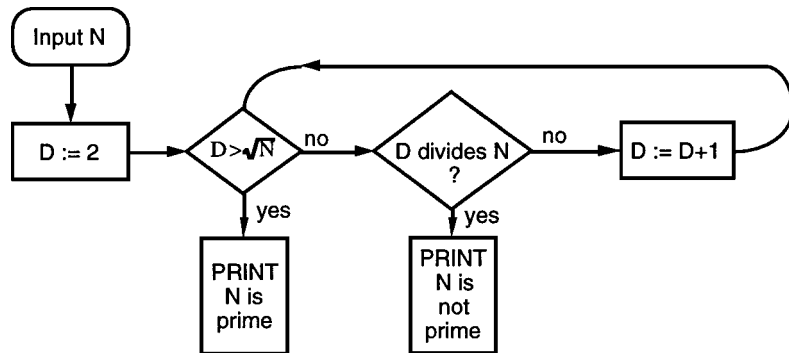 Input N
D := 2
D>√N
no
D divides N
?
no
D := D+1
yes
yes
PRINT
N is
prime
PRINT
N is
not
prime